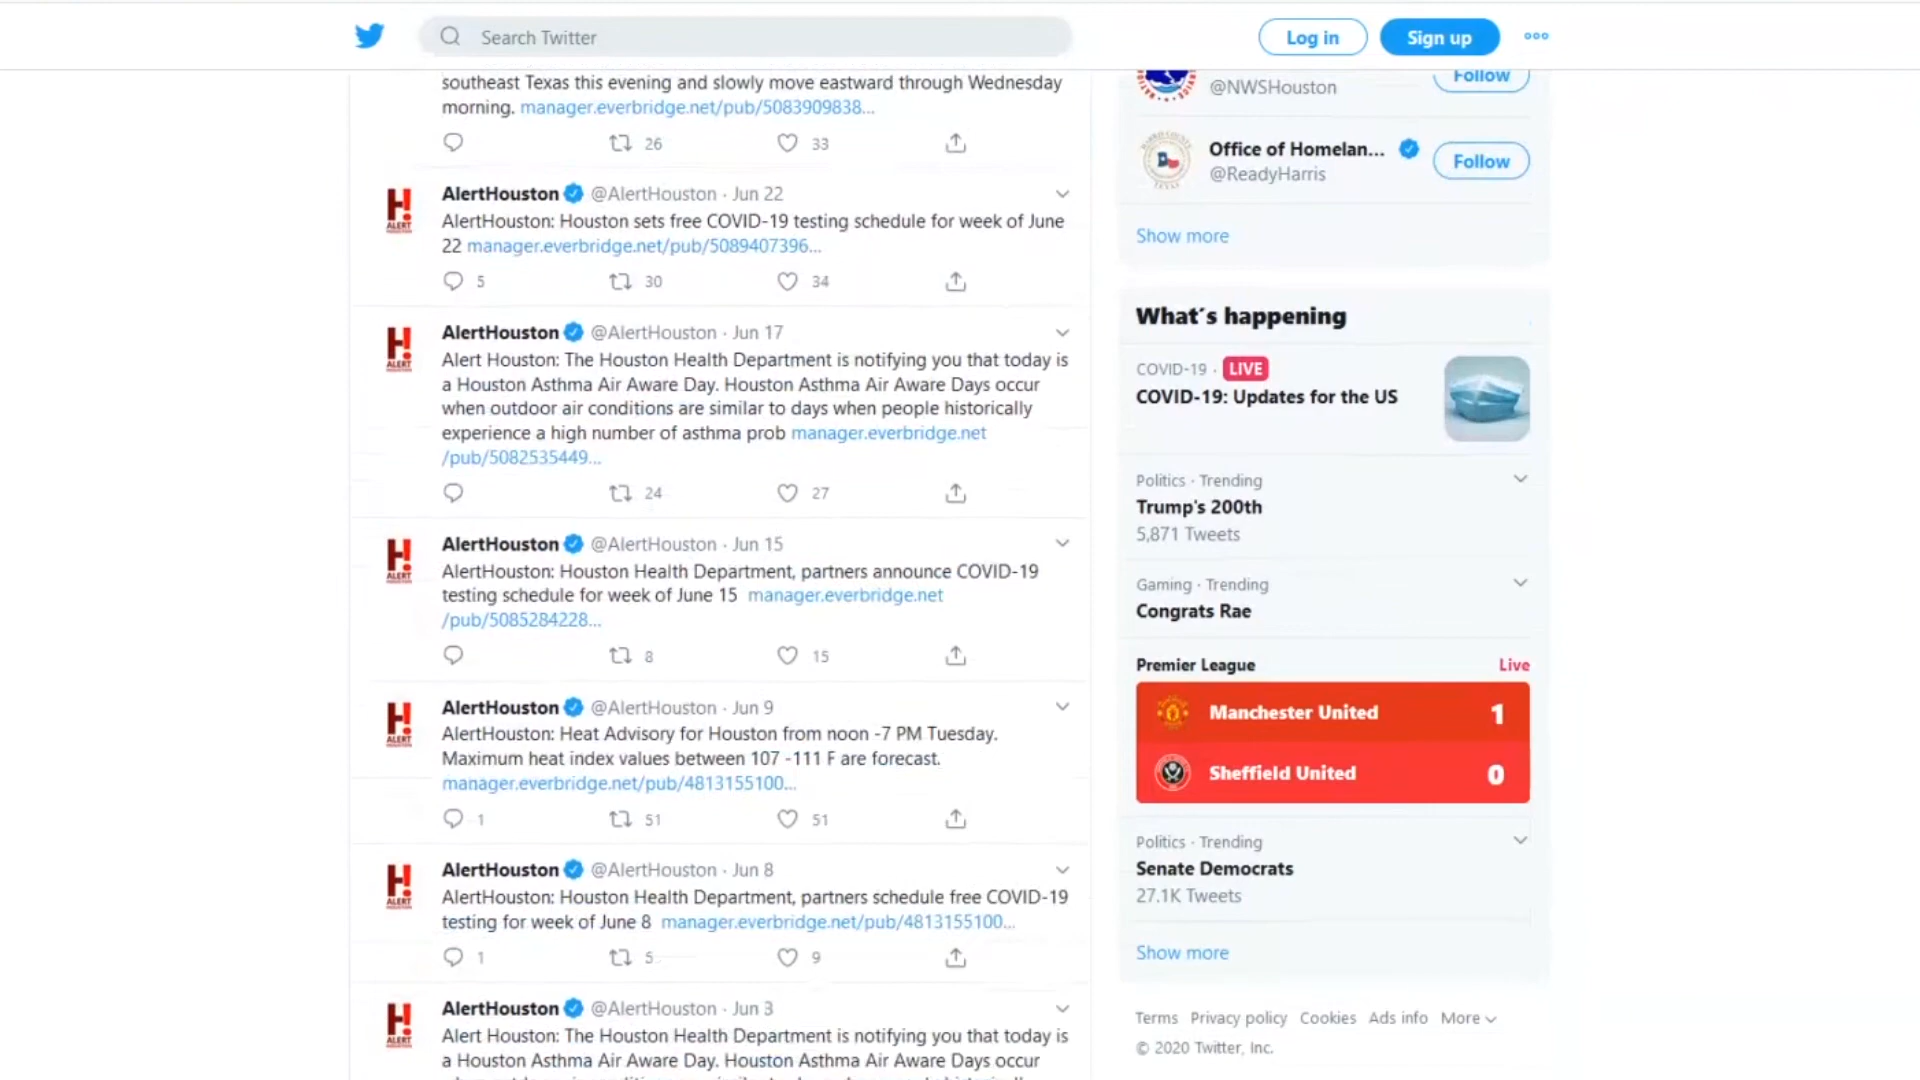 Search Twitter
Log in
Sign up
southeast Texas this evening and slowly move eastward through Wednesday
morning. manager.everbridge.net/pub/5083909838...
26
33
AlertHouston @AlertHouston · Jun 22
AlertHouston: Houston sets free COVID-19 testing schedule for week of June
22 manager.everbridge.net/pub/5089407396...
5
30
34
AlertHouston @AlertHouston · Jun 17
Alert Houston: The Houston Health Department is notifying you that today is
a Houston Asthma Air Aware Day. Houston Asthma Air Aware Days occur
when outdoor air conditions are similar to days when people historically
experience a high number of asthma prob manager.everbridge.net
/pub/5082535449...
24
27
AlertHouston @AlertHouston · Jun 15
AlertHouston: Houston Health Department, partners announce COVID-19
testing schedule for week of June 15 manager.everbridge.net
/pub/5085284228...
8
15
AlertHouston @AlertHouston · Jun 9
AlertHouston: Heat Advisory for Houston from noon -7 PM Tuesday.
Maximum heat index values between 107 -111 F are forecast.
manager.everbridge.net/pub/4813155100...
1
51
51
AlertHouston @AlertHouston · Jun 8
AlertHouston: Houston Health Department, partners schedule free COVID-19
testing for week of June 8 manager.everbridge.net/pub/4813155100...
1
5
9
AlertHouston @AlertHouston · Jun 3
Alert Houston: The Houston Health Department is notifying you that today is
a Houston Asthma Air Aware Day. Houston Asthma Air Aware Days occur
@NWSHouston
Follow
Office of Homelan...
@ReadyHarris
Follow
Show more
What's happening
COVID-19 · LIVE
COVID-19: Updates for the US
Politics · Trending
Trump's 200th
5,871 Tweets
Gaming · Trending
Congrats Rae
Premier League
Live
Manchester United 1
Sheffield United 0
Politics · Trending
Senate Democrats
27.1K Tweets
Show more
Terms Privacy policy Cookies Ads info More
© 2020 Twitter, Inc.